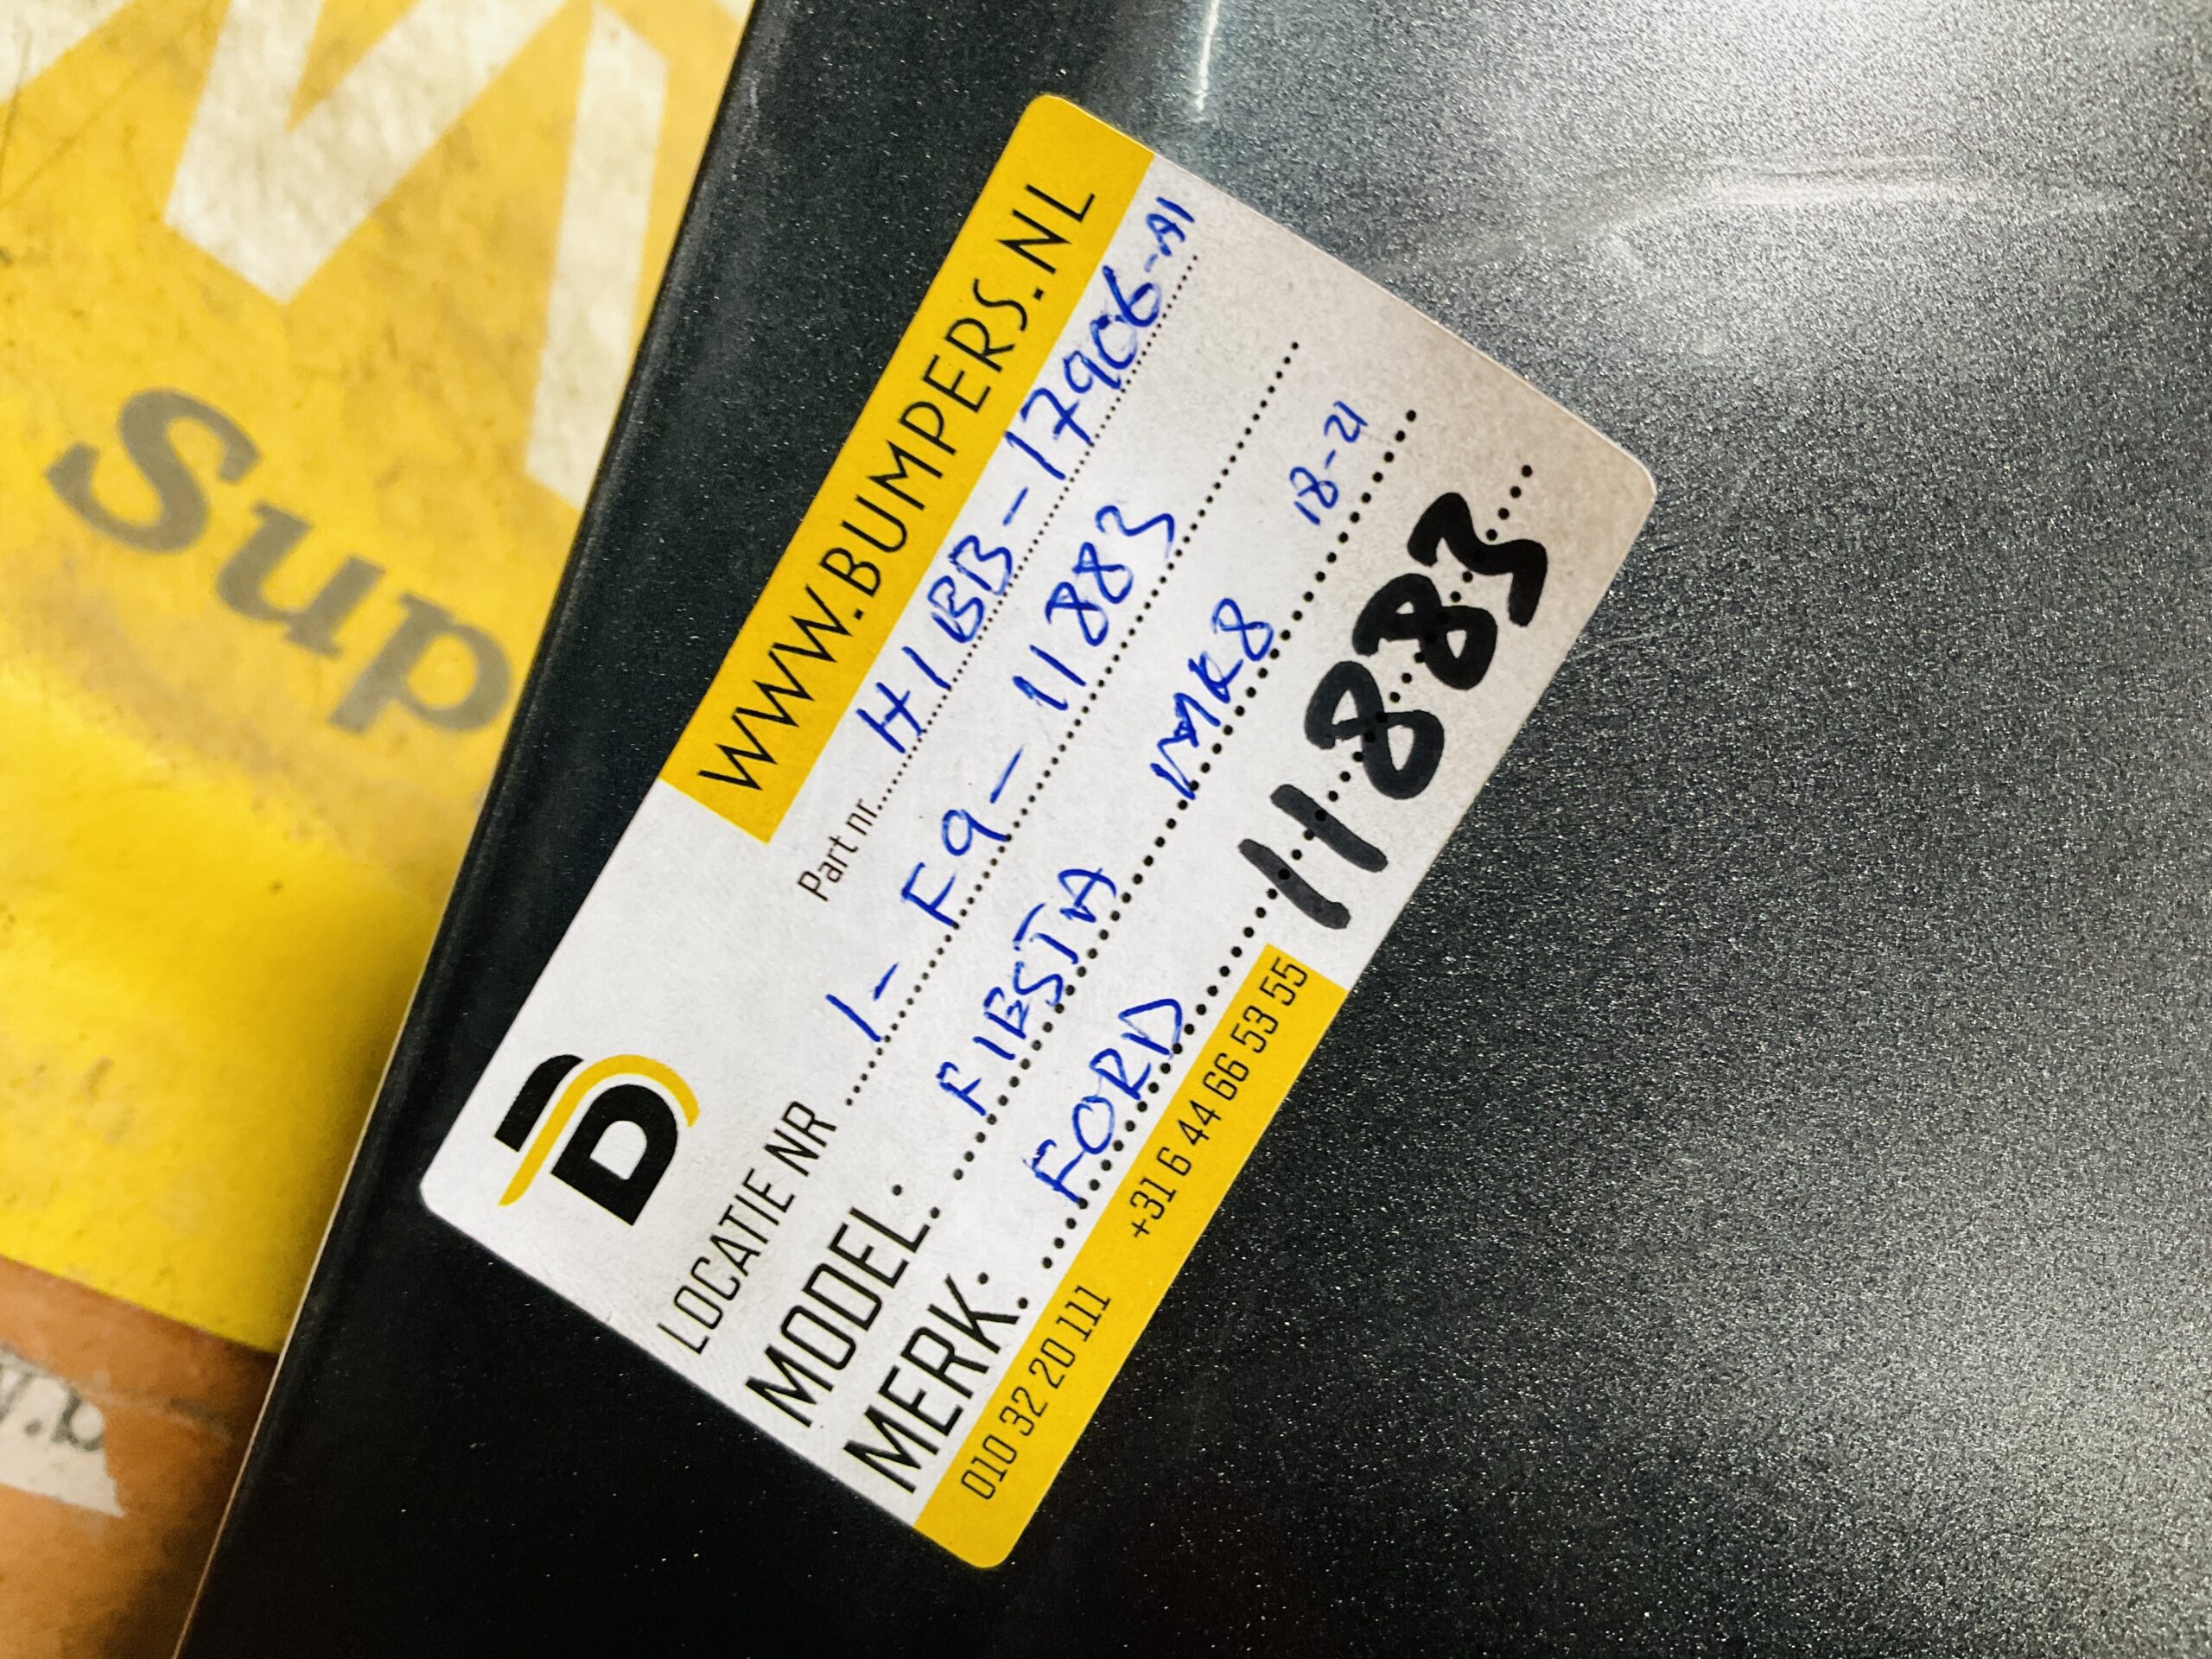 WWW.BUMPERS.NL
Part nr. H1BB-17906-A1
LOCATIE NR 1-F9-11883
MODEL: FIESTA MK8 18-21
MERK: FORD 11883
010 32 20 111 +31 6 44 66 53 55
Sup